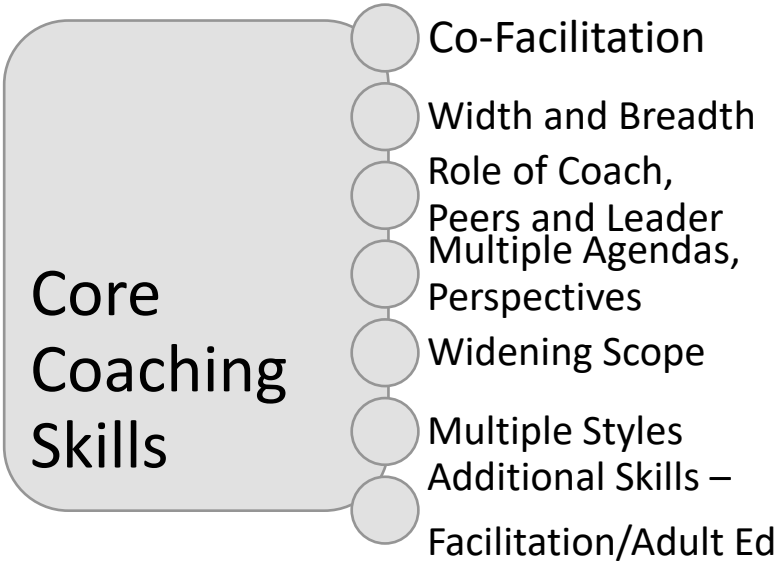 Co-Facilitation
Width and Breadth
Role of Coach,
Peers and Leader
Multiple Agendas,
Perspectives
Widening Scope
Multiple Styles
Additional Skills –
Facilitation/Adult Ed
Core
Coaching
Skills